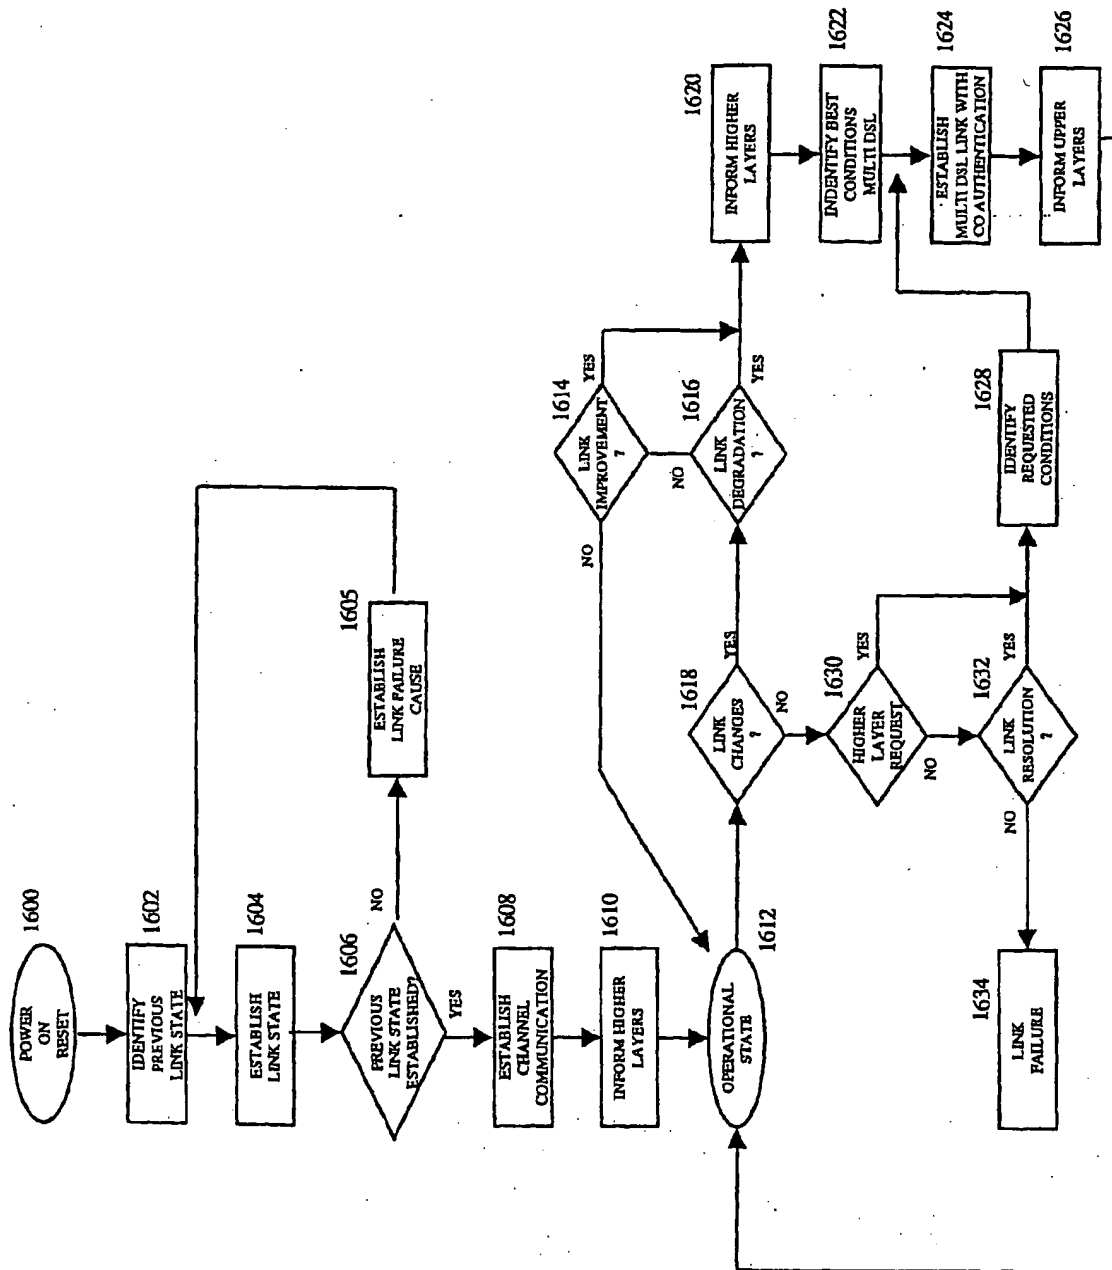 1600
POWER
ON
RESET
1602
IDENTIFY
PREVIOUS
LINK STATE
1604
ESTABLISH
LINK STATE
1606
PREVIOUS
LINK STATE
ESTABLISHED?
NO
YES
1605
ESTABLISH
LINK FAILURE
CAUSE
1608
ESTABLISH
CHANNEL
COMMUNICATION
1610
INFORM HIGHER
LAYERS
1612
OPERATIONAL
STATE
1618
LINK
CHANGES
?
YES
NO
1614
LINK
IMPROVEMENT
?
YES
NO
1616
LINK
DEGRADATION
?
YES
NO
1620
INFORM HIGHER
LAYERS
1622
INDENTIFY BEST
CONDITIONS
MULTI DSL
1624
ESTABLISH
MULTI DSL LINK WITH
CO AUTHENTICATION
1626
INFORM UPPER
LAYERS
1630
HIGHER
LAYER
REQUEST
YES
NO
1632
LINK
RESOLUTION
?
YES
NO
1628
IDENTIFY
REQUESTED
CONDITIONS
1634
LINK
FAILURE